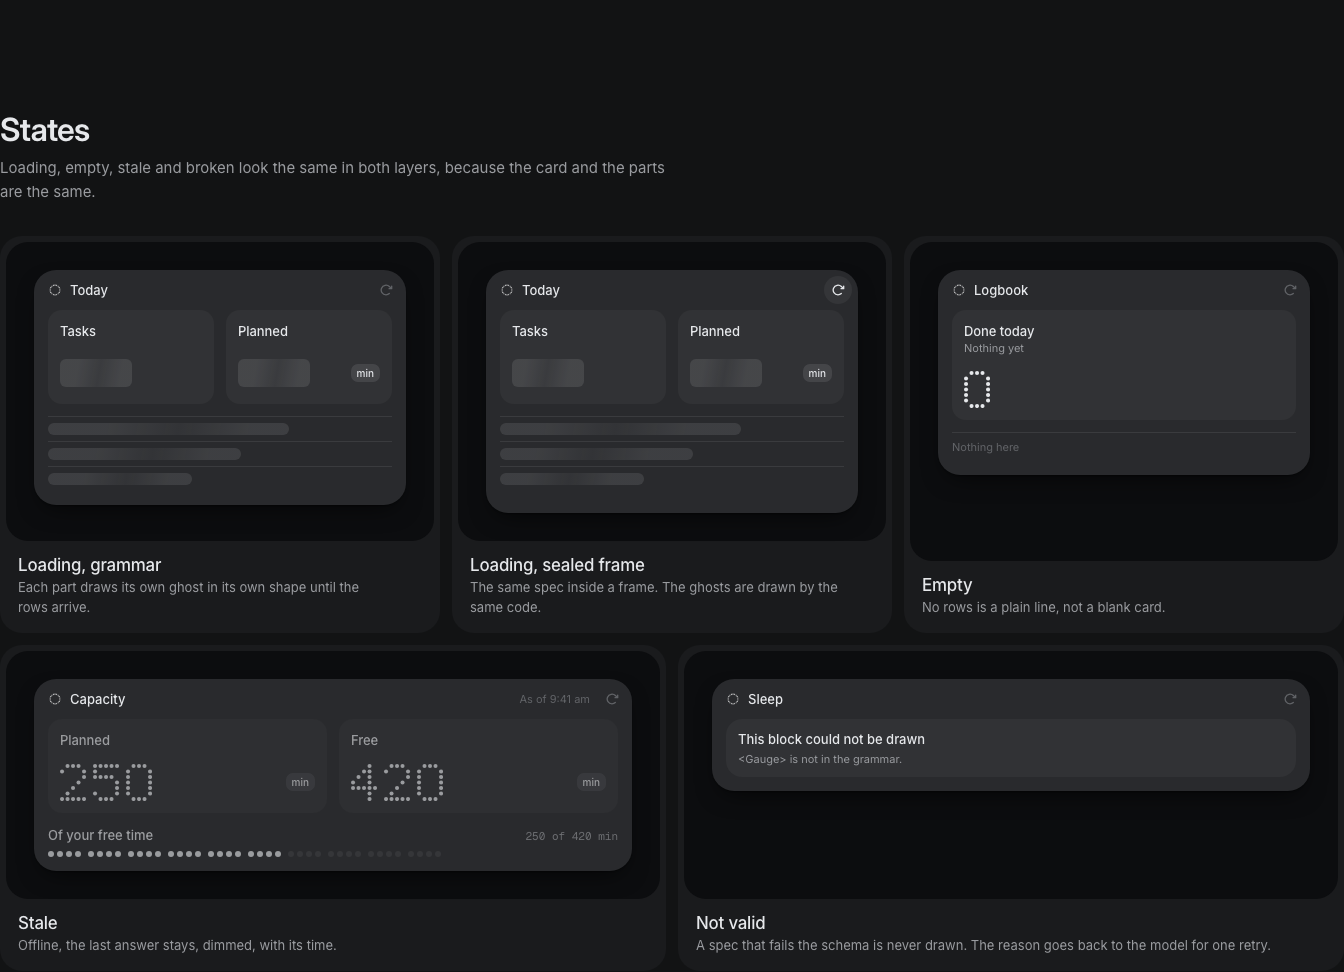 States
Loading, empty, stale and broken look the same in both layers, because the card and the parts
are the same.
Today
Tasks
Planned
min
Loading, grammar
Each part draws its own ghost in its own shape until the
rows arrive.
Today
Tasks
Planned
min
Loading, sealed frame
The same spec inside a frame. The ghosts are drawn by the
same code.
Logbook
Done today
Nothing yet
0
Nothing here
Empty
No rows is a plain line, not a blank card.
Capacity
As of 9:41 am
Planned
250
min
Free
420
min
Of your free time
250 of 420 min
Stale
Offline, the last answer stays, dimmed, with its time.
Sleep
This block could not be drawn
<Gauge> is not in the grammar.
Not valid
A spec that fails the schema is never drawn. The reason goes back to the model for one retry.